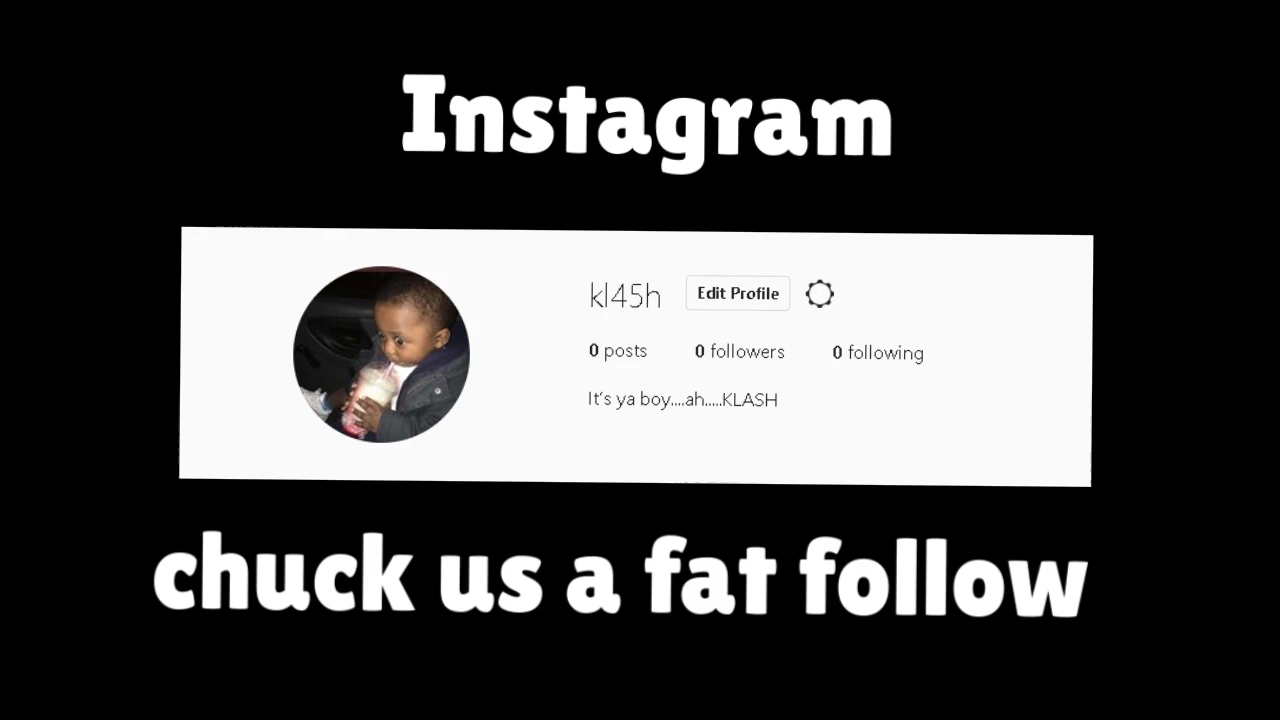 Instagram
kl45h Edit Profile
0 posts 0 followers 0 following
It's ya boy....ah.....KLASH
chuck us a fat follow